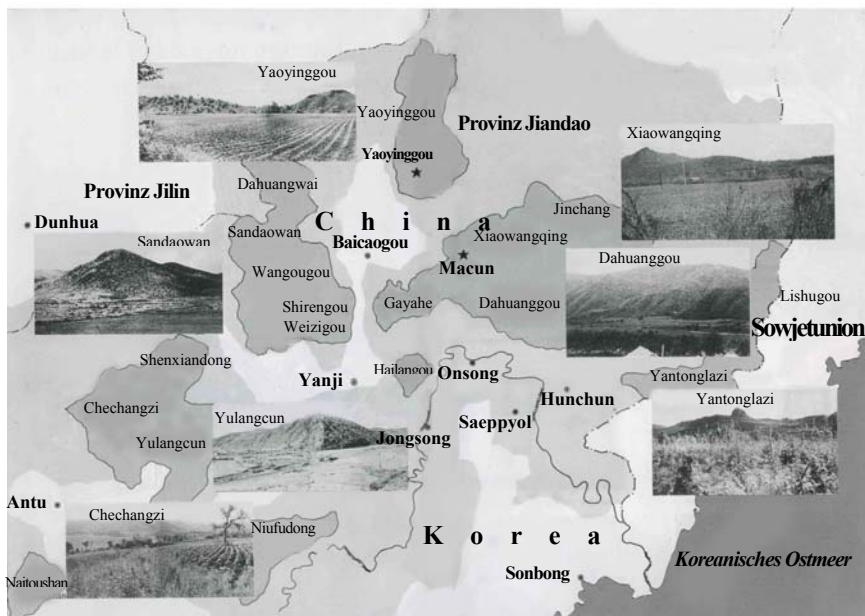 Yaoyinggou
Yaoyinggou
Provinz Jiandao
Xiaowangqing
Yaoyinggou
Provinz Jilin
Dahuangwai
Jinchang
Dunhua
China
Sandaowan
Sandaowan
Baicaogou
Xiaowangqing
Macun
Dahuanggou
Wangougou
Lishugou
Shirengou
Gayahe
Dahuanggou
Weizigou
Sowjetunion
Shenxiandong
Hailangou
Onsong
Yantonglazi
Yanji
Hunchun
Yantonglazi
Chechangzi
Yulangcun
Saeppyol
Jongsong
Yulangcun
Antu
Chechangzi
Niufudong
Korea
Koreanisches Ostmeer
Naitoushan
Sonbong